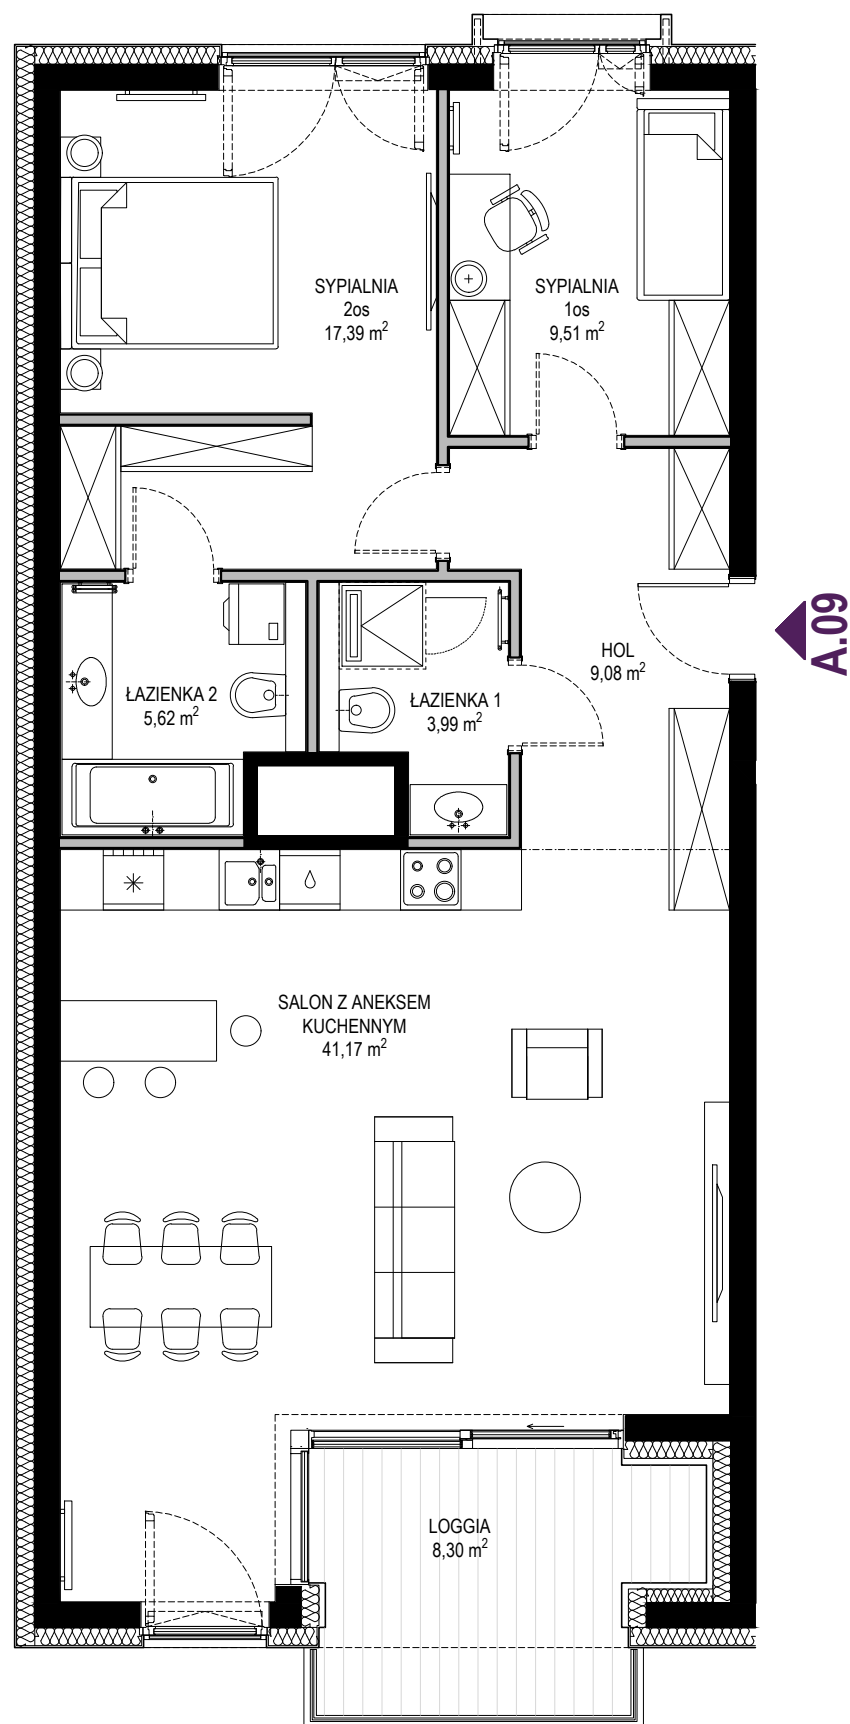 SYPIALNIA
2os
17,39 m²
SYPIALNIA
1os
9,51 m²
HOL
9,08 m²
A.09
ŁAZIENKA 2
5,62 m²
ŁAZIENKA 1
3,99 m²
SALON Z ANEKSEM
KUCHENNYM
41,17 m²
LOGGIA
8,30 m²